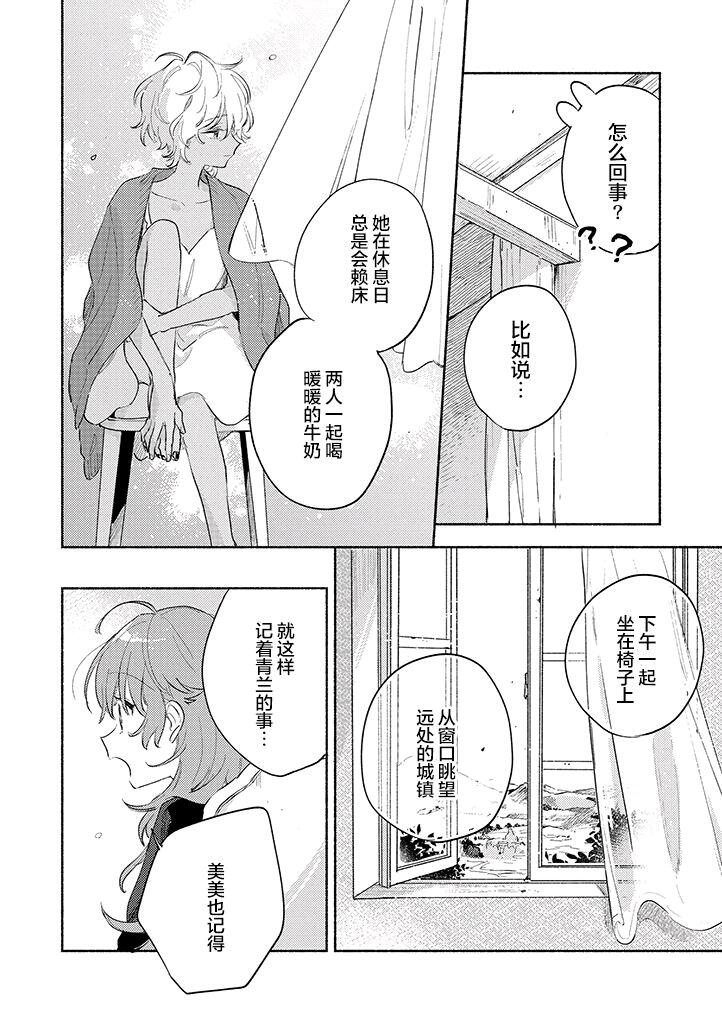 怎么回事？
？？
比如说…
她在休息日
总是会赖床
两人一起喝
暖暖的牛奶
下午一起
坐在椅子上
从窗口眺望
远处的城镇
就这样
记着青兰的事…
美美也记得